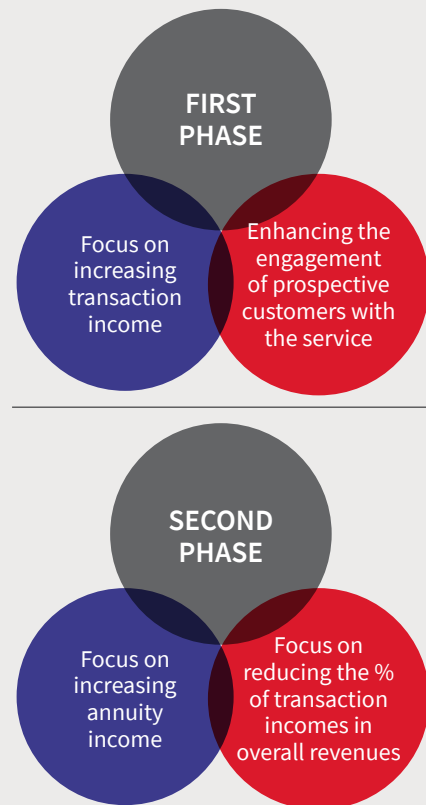 FIRST
PHASE
Focus on
increasing
transaction
income
Enhancing the
engagement
of prospective
customers with
the service
SECOND
PHASE
Focus on
increasing
annuity
income
Focus on
reducing the %
of transaction
incomes in
overall revenues